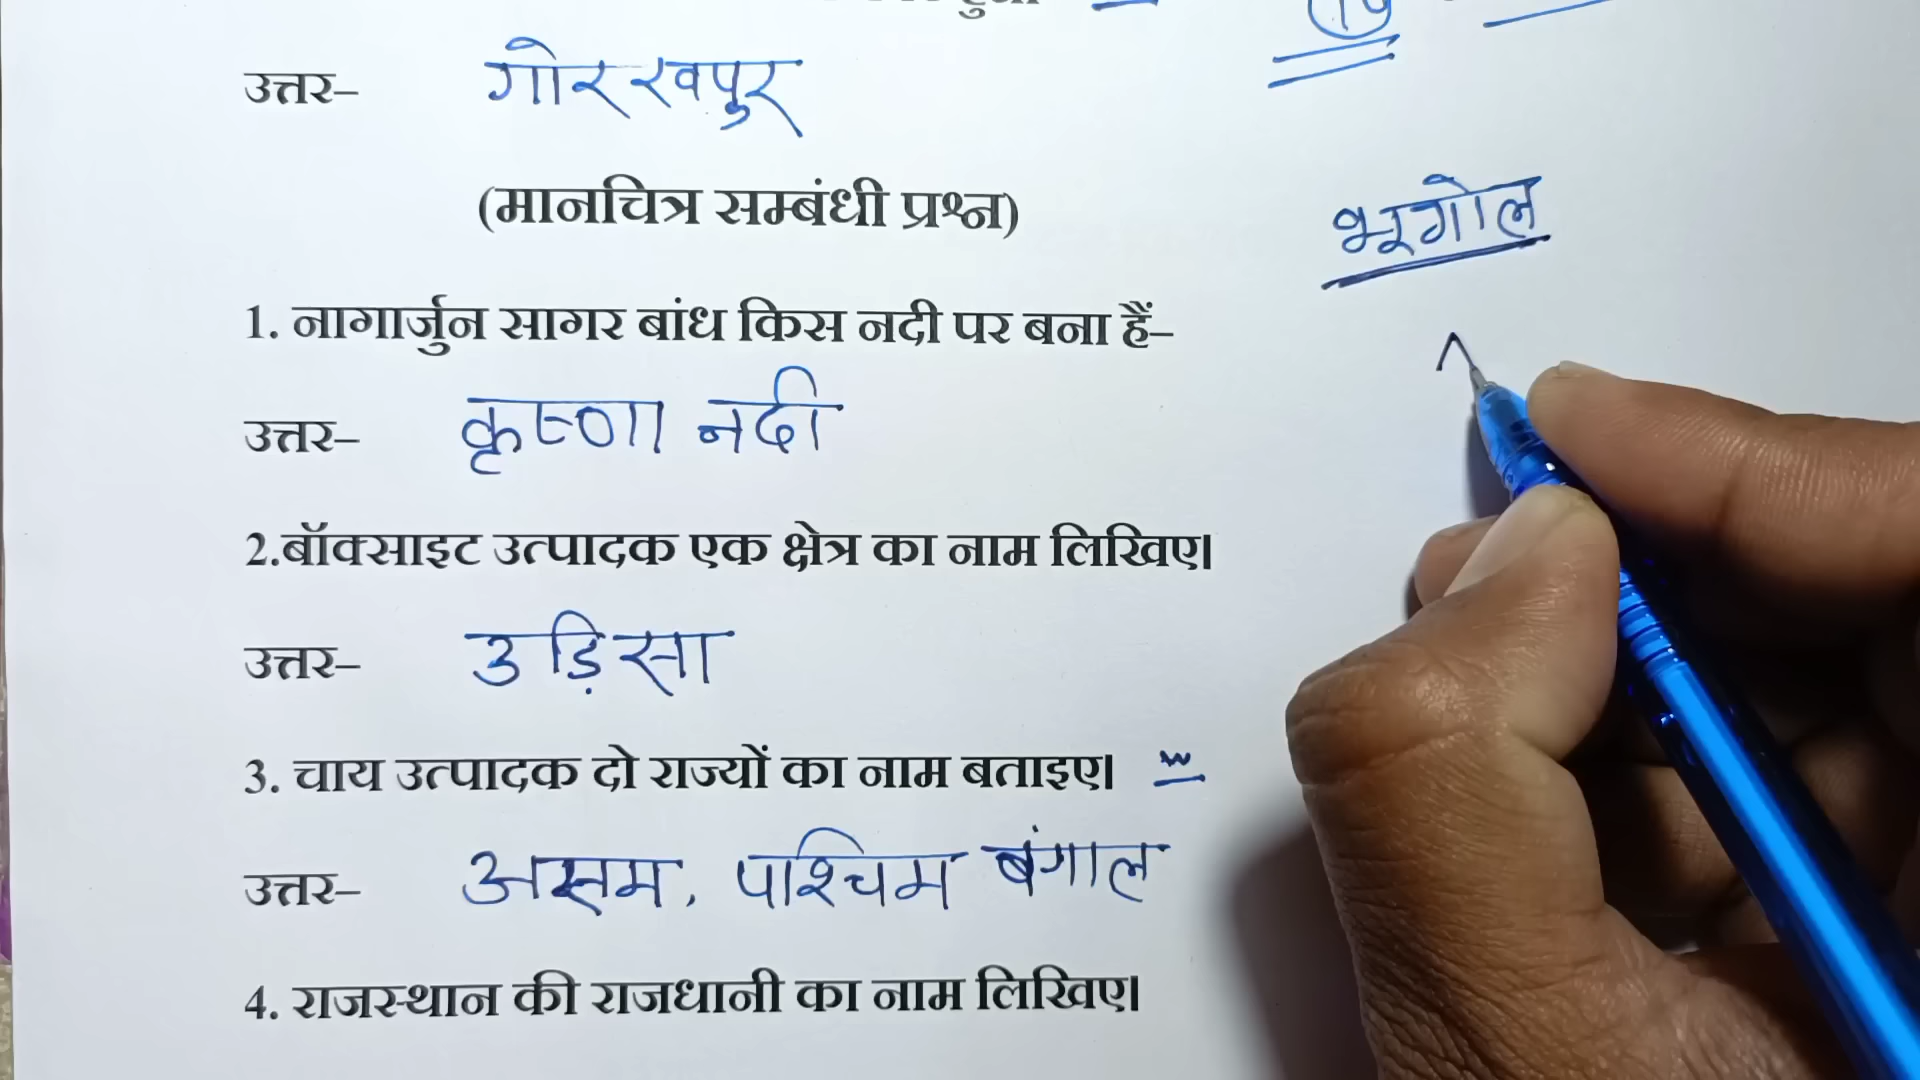 उत्तर– गोरखपुर
(मानचित्र सम्बंधी प्रश्न)
भूगोल
1. नागार्जुन सागर बांध किस नदी पर बना हैं–
उत्तर– कृष्णा नदी
2.बॉक्साइट उत्पादक एक क्षेत्र का नाम लिखिए।
उत्तर– उड़िसा
3. चाय उत्पादक दो राज्यों का नाम बताइए।
उत्तर– असम, पश्चिम बंगाल
4. राजस्थान की राजधानी का नाम लिखिए।